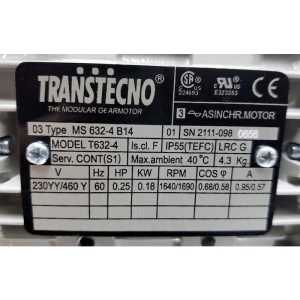 TRANSTECNO®
THE MODULAR GEARMOTOR
224693
E323383
3 ASINCHR.MOTOR
03 Type MS 632-4 B14 01 SN 2111-098 0656
MODEL T632-4 Is.cl. F IP55(TEFC) LRC G
Serv. CONT(S1) Max.ambient 40°C 4.3 Kg
V Hz HP KW RPM COS φ A
230YY/460 Y 60 0.25 0.18 1640/1690 0.68/0.58 0.95/0.57